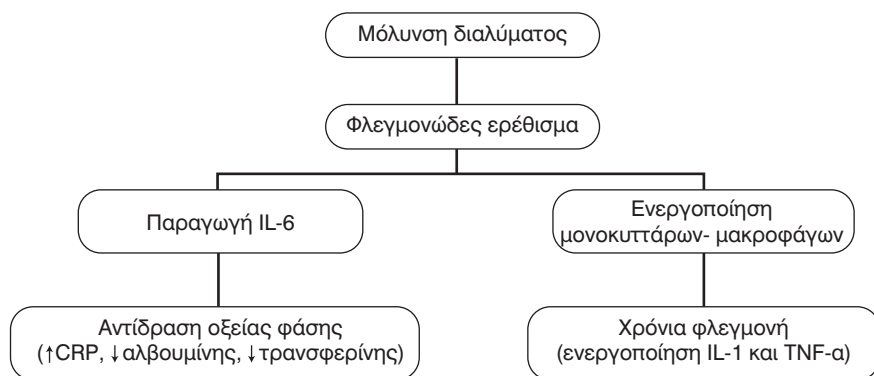 Μόλυνση διαλύματος
Φλεγμονώδες ερέθισμα
Παραγωγή IL-6
Ενεργοποίηση
μονοκυττάρων- μακροφάγων
Αντίδραση οξείας φάσης
(↑CRP, ↓αλβουμίνης, ↓τρανσφερίνης)
Χρόνια φλεγμονή
(ενεργοποίηση IL-1 και TNF-α)